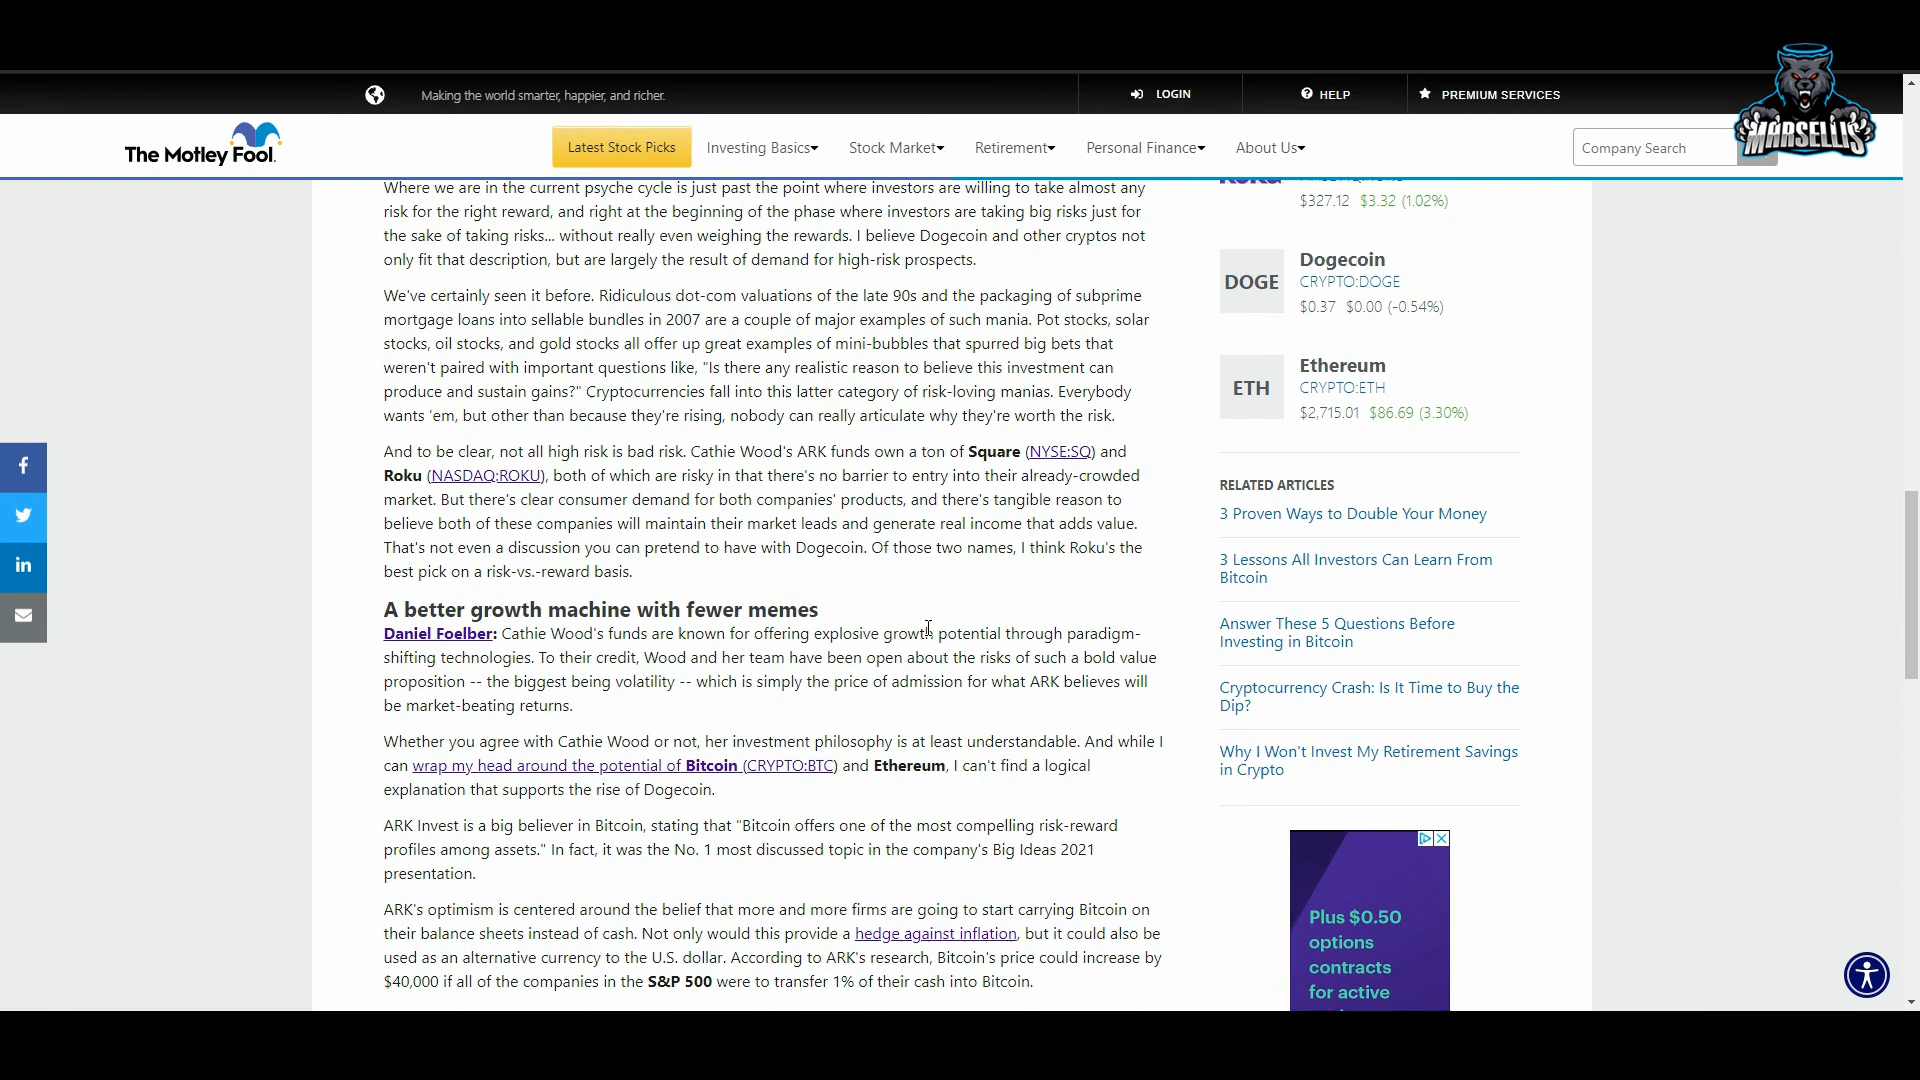 Making the world smarter, happier, and richer.
LOGIN
HELP
PREMIUM SERVICES
MARSELLIS
The Motley Fool.
Latest Stock Picks
Investing Basics
Stock Market
Retirement
Personal Finance
About Us
Company Search
Where we are in the current psyche cycle is just past the point where investors are willing to take almost any
risk for the right reward, and right at the beginning of the phase where investors are taking big risks just for
the sake of taking risks... without really even weighing the rewards. I believe Dogecoin and other cryptos not
only fit that description, but are largely the result of demand for high-risk prospects.
We've certainly seen it before. Ridiculous dot-com valuations of the late 90s and the packaging of subprime
mortgage loans into sellable bundles in 2007 are a couple of major examples of such mania. Pot stocks, solar
stocks, oil stocks, and gold stocks all offer up great examples of mini-bubbles that spurred big bets that
weren't paired with important questions like, "Is there any realistic reason to believe this investment can
produce and sustain gains?" Cryptocurrencies fall into this latter category of risk-loving manias. Everybody
wants 'em, but other than because they're rising, nobody can really articulate why they're worth the risk.
And to be clear, not all high risk is bad risk. Cathie Wood's ARK funds own a ton of Square (NYSE:SQ) and
Roku (NASDAQ:ROKU), both of which are risky in that there's no barrier to entry into their already-crowded
market. But there's clear consumer demand for both companies' products, and there's tangible reason to
believe both of these companies will maintain their market leads and generate real income that adds value.
That's not even a discussion you can pretend to have with Dogecoin. Of those two names, I think Roku's the
best pick on a risk-vs.-reward basis.
A better growth machine with fewer memes
Daniel Foelber: Cathie Wood's funds are known for offering explosive growth potential through paradigm-
shifting technologies. To their credit, Wood and her team have been open about the risks of such a bold value
proposition -- the biggest being volatility -- which is simply the price of admission for what ARK believes will
be market-beating returns.
Whether you agree with Cathie Wood or not, her investment philosophy is at least understandable. And while I
can wrap my head around the potential of Bitcoin (CRYPTO:BTC) and Ethereum, I can't find a logical
explanation that supports the rise of Dogecoin.
ARK Invest is a big believer in Bitcoin, stating that "Bitcoin offers one of the most compelling risk-reward
profiles among assets." In fact, it was the No. 1 most discussed topic in the company's Big Ideas 2021
presentation.
ARK's optimism is centered around the belief that more and more firms are going to start carrying Bitcoin on
their balance sheets instead of cash. Not only would this provide a hedge against inflation, but it could also be
used as an alternative currency to the U.S. dollar. According to ARK's research, Bitcoin's price could increase by
$40,000 if all of the companies in the S&P 500 were to transfer 1% of their cash into Bitcoin.
$327.12 $3.32 (1.02%)
DOGE
Dogecoin
CRYPTO:DOGE
$0.37 $0.00 (-0.54%)
ETH
Ethereum
CRYPTO:ETH
$2,715.01 $86.69 (3.30%)
RELATED ARTICLES
3 Proven Ways to Double Your Money
3 Lessons All Investors Can Learn From
Bitcoin
Answer These 5 Questions Before
Investing in Bitcoin
Cryptocurrency Crash: Is It Time to Buy the
Dip?
Why I Won't Invest My Retirement Savings
in Crypto
Plus $0.50
options
contracts
for active